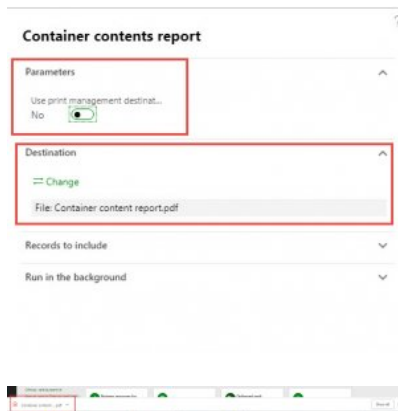 ?
Container contents report
Parameters
Use print management destinat...
No
Destination
Change
File: Container content report.pdf
Records to include
Run in the background